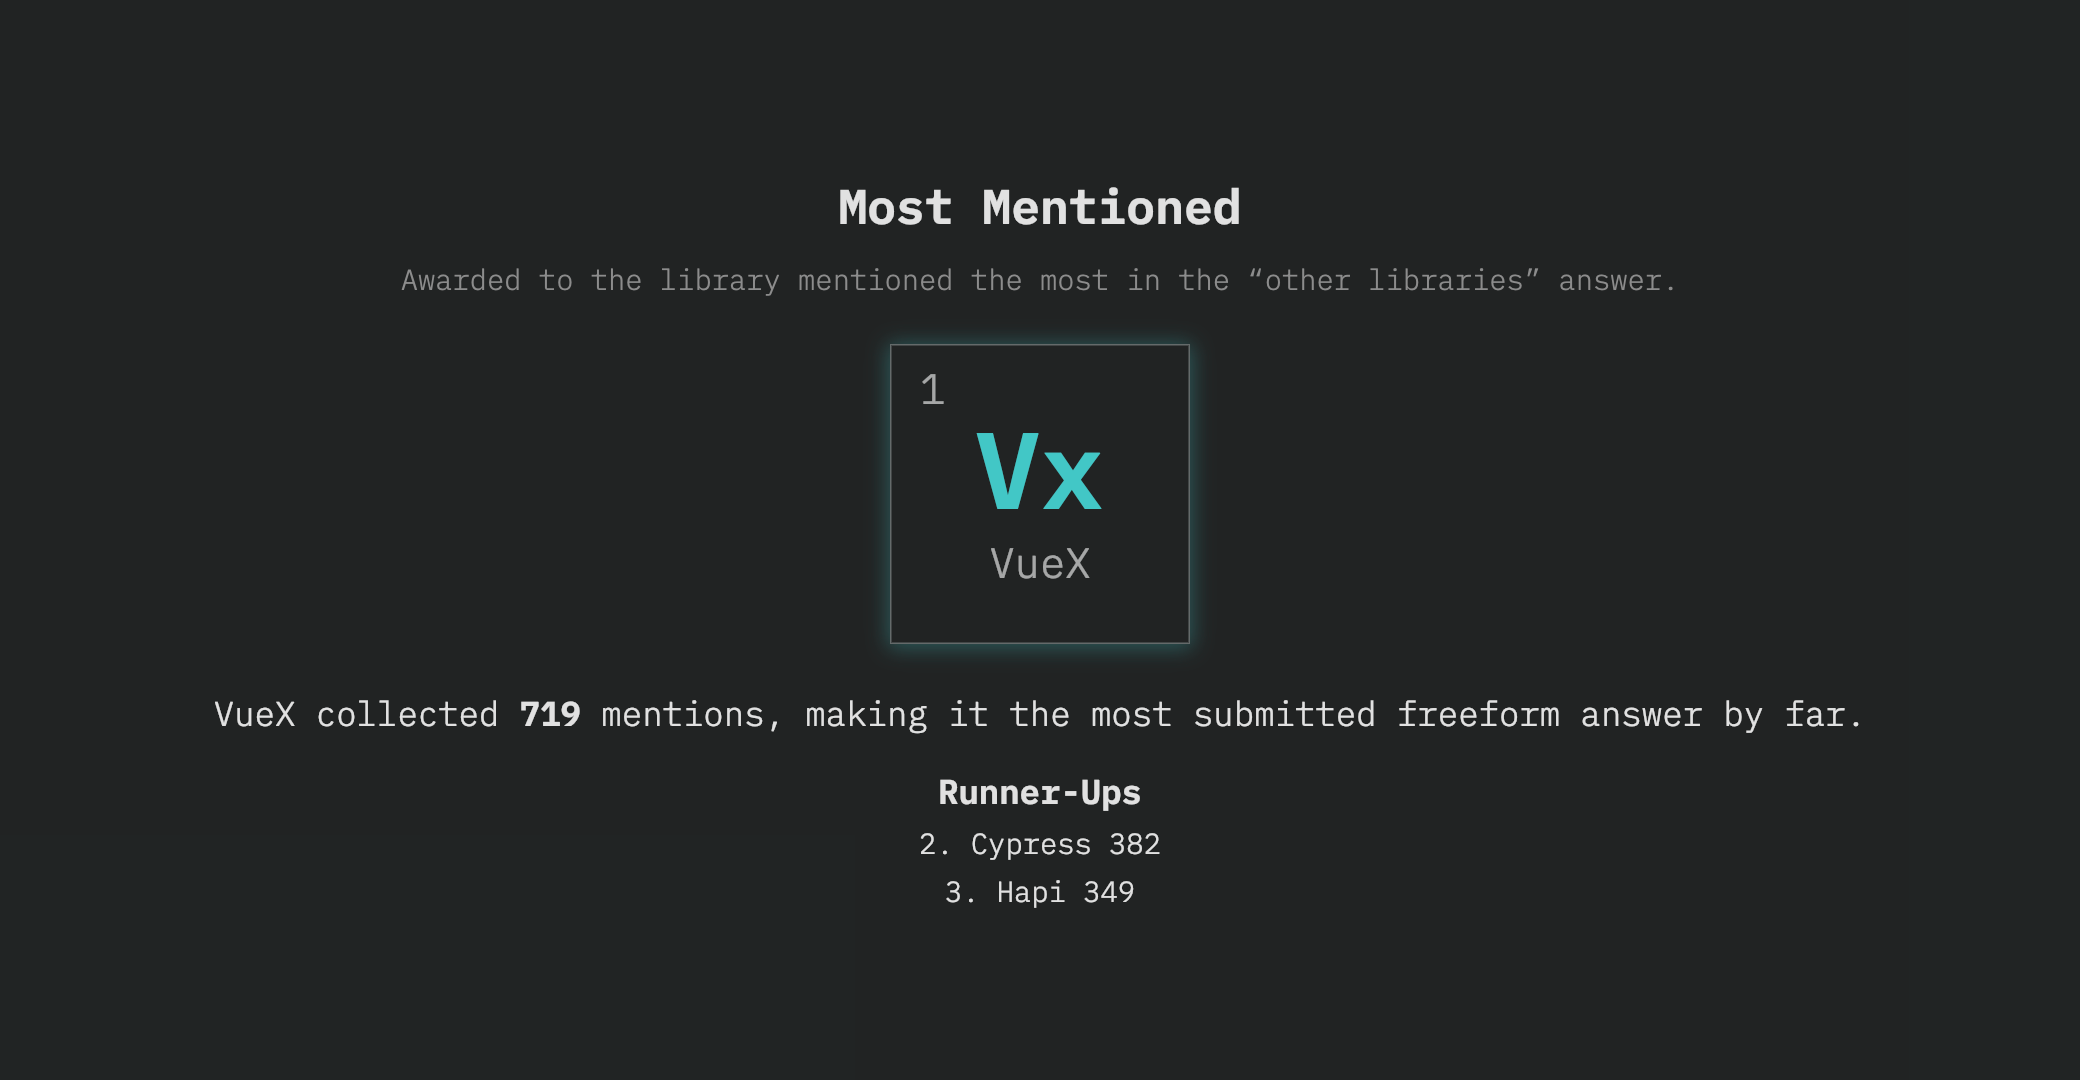 Most Mentioned
Awarded to the library mentioned the most in the “other libraries” answer.
1
Vx
VueX
VueX collected 719 mentions, making it the most submitted freeform answer by far.
Runner-Ups
2. Cypress 382
3. Hapi 349